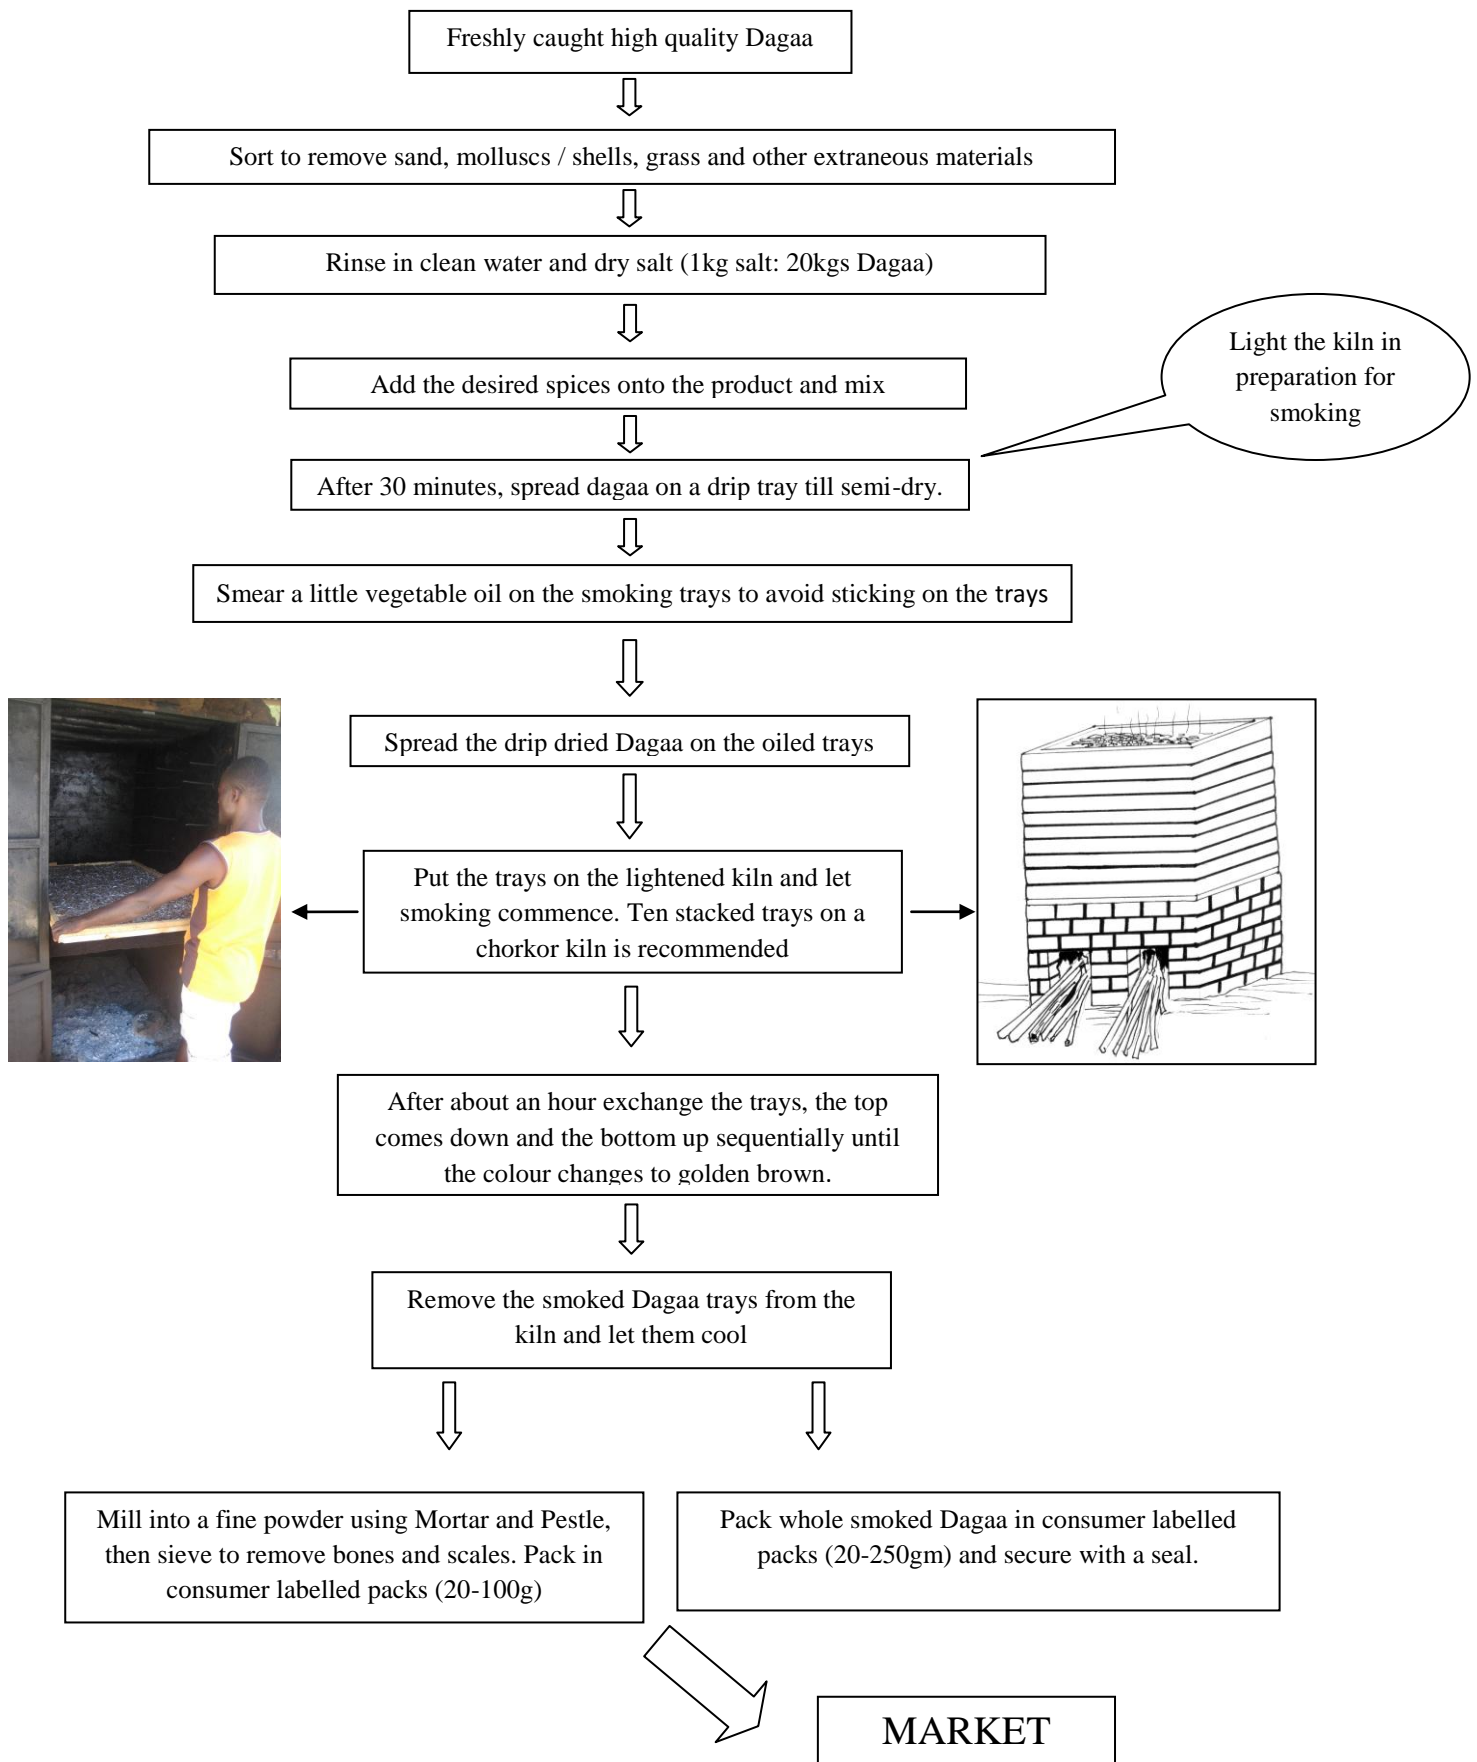 Freshly caught high quality Dagaa
Sort to remove sand, molluscs / shells, grass and other extraneous materials
Rinse in clean water and dry salt (1kg salt: 20kgs Dagaa)
Light the kiln in
preparation for
smoking
Add the desired spices onto the product and mix
After 30 minutes, spread dagaa on a drip tray till semi-dry.
Smear a little vegetable oil on the smoking trays to avoid sticking on the trays
Spread the drip dried Dagaa on the oiled trays
Put the trays on the lightened kiln and let
smoking commence. Ten stacked trays on a
chorkor kiln is recommended
After about an hour exchange the trays, the top
comes down and the bottom up sequentially until
the colour changes to golden brown.
Remove the smoked Dagaa trays from the
kiln and let them cool
Mill into a fine powder using Mortar and Pestle,
then sieve to remove bones and scales. Pack in
consumer labelled packs (20-100g)
Pack whole smoked Dagaa in consumer labelled
packs (20-250gm) and secure with a seal.
MARKET